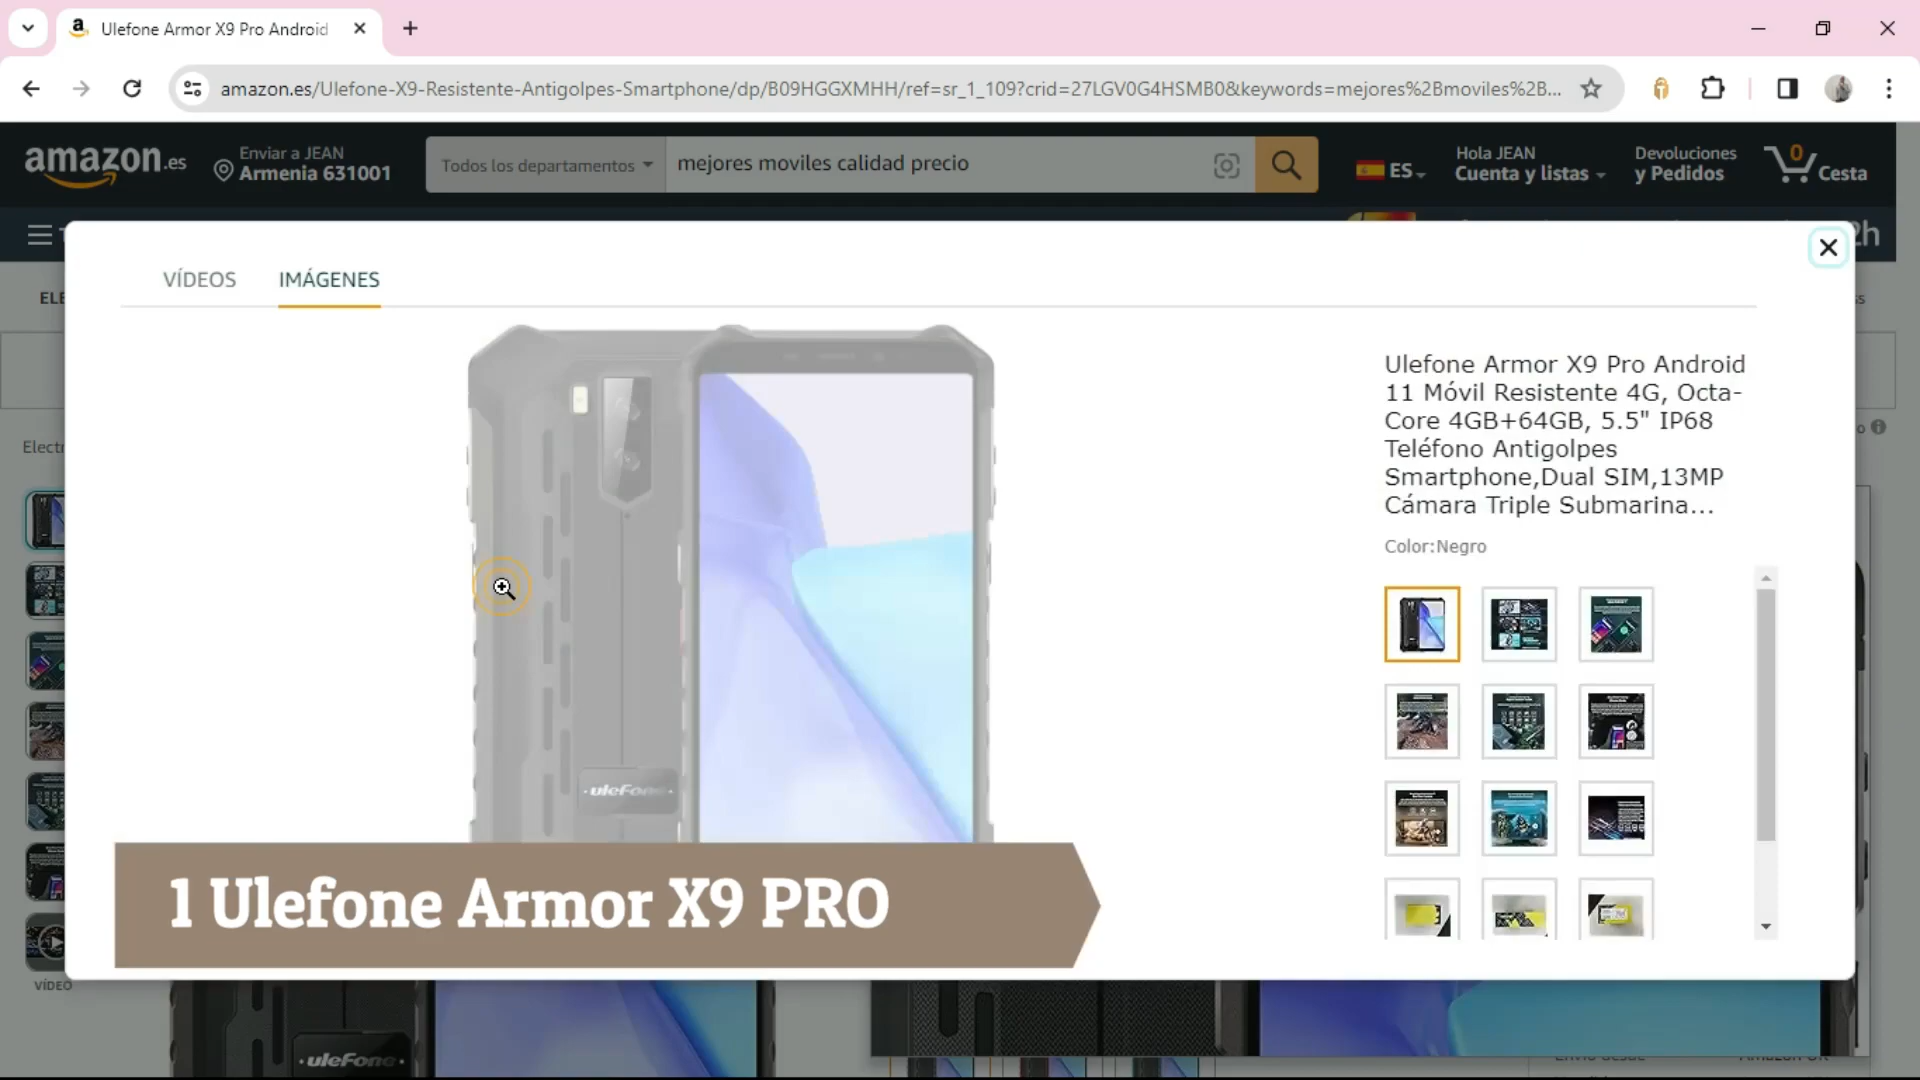 Ulefone Armor X9 Pro Android
amazon.es/Ulefone-X9-Resistente-Antigolpes-Smartphone/dp/B09HGGXMHH/ref=sr_1_109?crid=27LGV0G4HSMB0&keywords=mejores%2Bmoviles%2B...
amazon.es
Enviar a JEAN
Armenia 631001
Todos los departamentos
mejores moviles calidad precio
ES
Hola JEAN
Cuenta y listas
Devoluciones
y Pedidos
0
Cesta
2h
VÍDEOS
IMÁGENES
ELE
Electr
Ulefone Armor X9 Pro Android
11 Móvil Resistente 4G, Octa-
Core 4GB+64GB, 5.5" IP68
Teléfono Antigolpes
Smartphone,Dual SIM,13MP
Cámara Triple Submarina...
Color:Negro
uleFone
1 Ulefone Armor X9 PRO
VÍDEO
uleFone